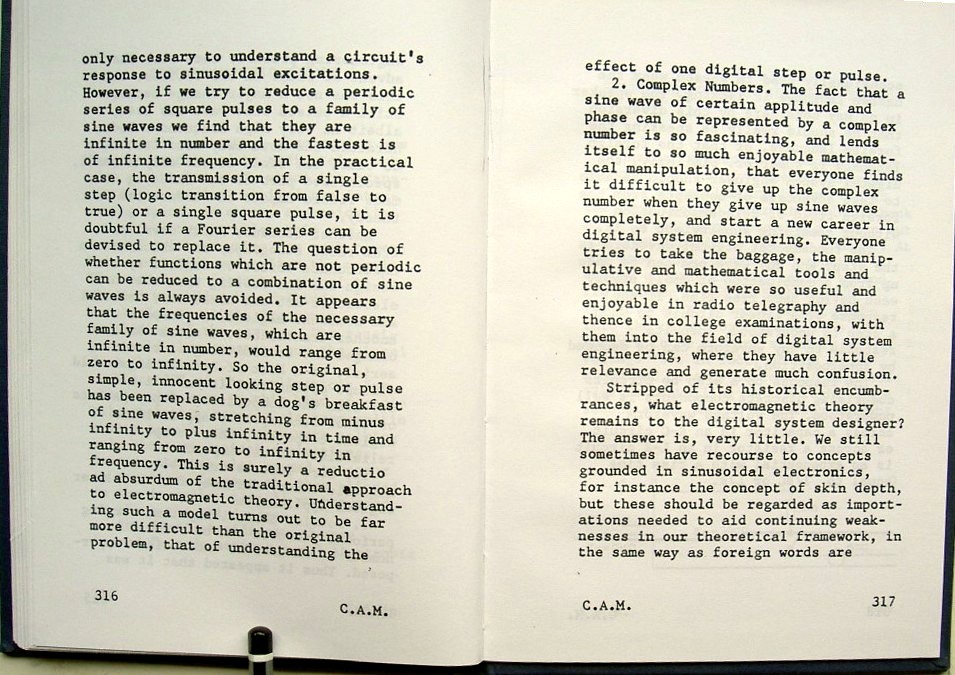 only necessary to understand a circuit's
response to sinusoidal excitations.
However, if we try to reduce a periodic
series of square pulses to a family of
sine waves we find that they are
infinite in number and the fastest is
of infinite frequency. In the practical
case, the transmission of a single
step (logic transition from false to
true) or a single square pulse, it is
doubtful if a Fourier series can be
devised to replace it. The question of
whether functions which are not periodic
can be reduced to a combination of sine
waves is always avoided. It appears
that the frequencies of the necessary
family of sine waves, which are
infinite in number, would range from
zero to infinity. So the original,
simple, innocent looking step or pulse
has been replaced by a dog's breakfast
of sine waves, stretching from minus
infinity to plus infinity in time and
ranging from zero to infinity in
frequency. This is surely a reductio
ad absurdum of the traditional approach
to electromagnetic theory. Understand-
ing such a model turns out to be far
more difficult than the original
problem, that of understanding the
316
C.A.M.
effect of one digital step or pulse.
2. Complex Numbers. The fact that a
sine wave of certain applitude and
phase can be represented by a complex
number is so fascinating, and lends
itself to so much enjoyable mathemat-
ical manipulation, that everyone finds
it difficult to give up the complex
number when they give up sine waves
completely, and start a new career in
digital system engineering. Everyone
tries to take the baggage, the manip-
ulative and mathematical tools and
techniques which were so useful and
enjoyable in radio telegraphy and
thence in college examinations, with
them into the field of digital system
engineering, where they have little
relevance and generate much confusion.
Stripped of its historical encumb-
rances, what electromagnetic theory
remains to the digital system designer?
The answer is, very little. We still
sometimes have recourse to concepts
grounded in sinusoidal electronics,
for instance the concept of skin depth,
but these should be regarded as import-
ations needed to aid continuing weak-
nesses in our theoretical framework, in
the same way as foreign words are
C.A.M.
317